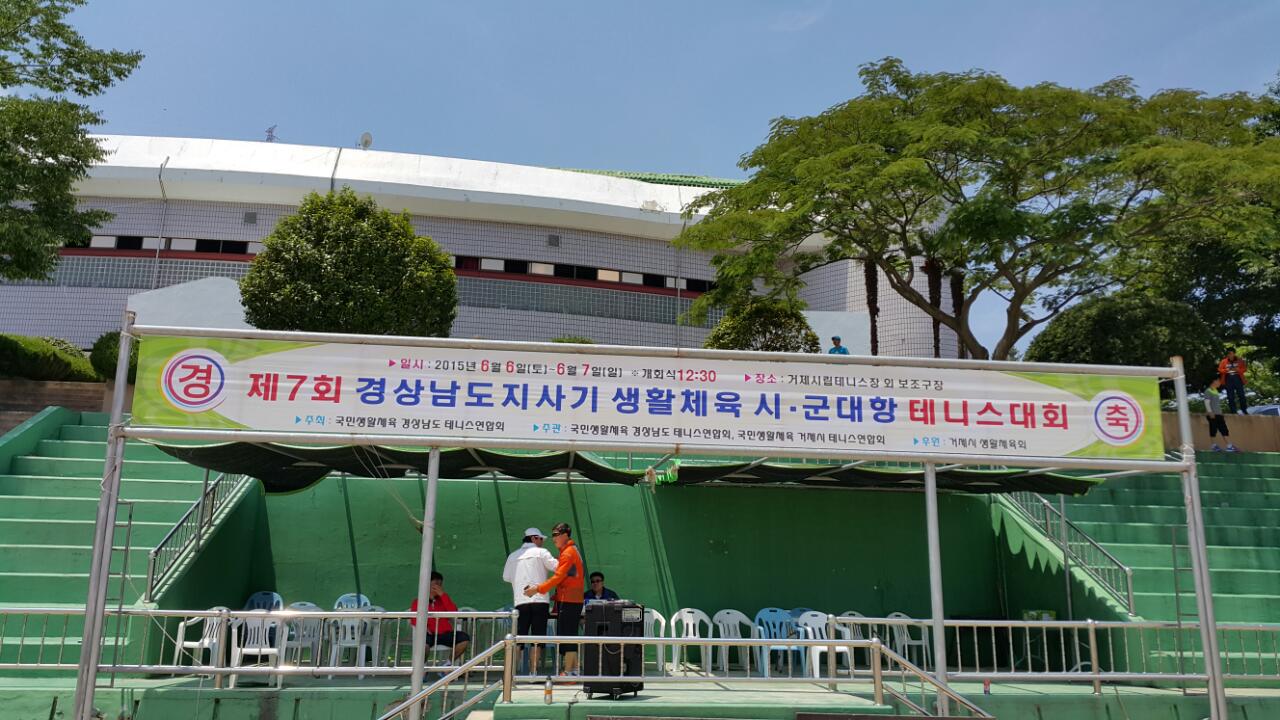 ▶일시 : 2015년 6월 6일(토)~6월 7일(일) ※개회식12:30 ▶장소 : 거제시립테니스장 외 보조구장
경 제7회 경상남도지사기 생활체육 시·군대항 테니스대회 축
▶주최 : 국민생활체육 경상남도 테니스연합회 ▶주관 : 국민생활체육 경상남도 테니스연합회, 국민생활체육 거제시 테니스연합회 ▶후원 : 거제시 생활체육회